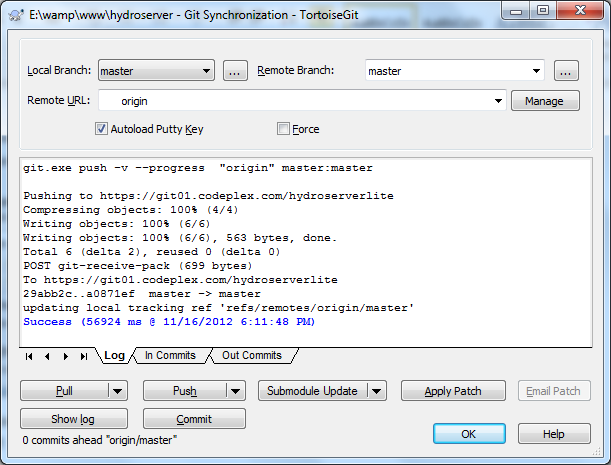 E:\wamp\www\hydroserver - Git Synchronization - TortoiseGit
Local Branch: master ... Remote Branch: master ...
Remote URL: origin Manage
Autoload Putty Key Force
git.exe push -v --progress "origin" master:master
Pushing to https://git01.codeplex.com/hydroserverlite
Compressing objects: 100% (4/4)
Writing objects: 100% (6/6)
Writing objects: 100% (6/6), 563 bytes, done.
Total 6 (delta 2), reused 0 (delta 0)
POST git-receive-pack (699 bytes)
To https://git01.codeplex.com/hydroserverlite
29abb2c..a0871ef master -> master
updating local tracking ref 'refs/remotes/origin/master'
Success (56924 ms @ 11/16/2012 6:11:48 PM)
Log In Commits Out Commits
Pull Push Submodule Update Apply Patch Email Patch
Show log Commit
0 commits ahead "origin/master" OK Help